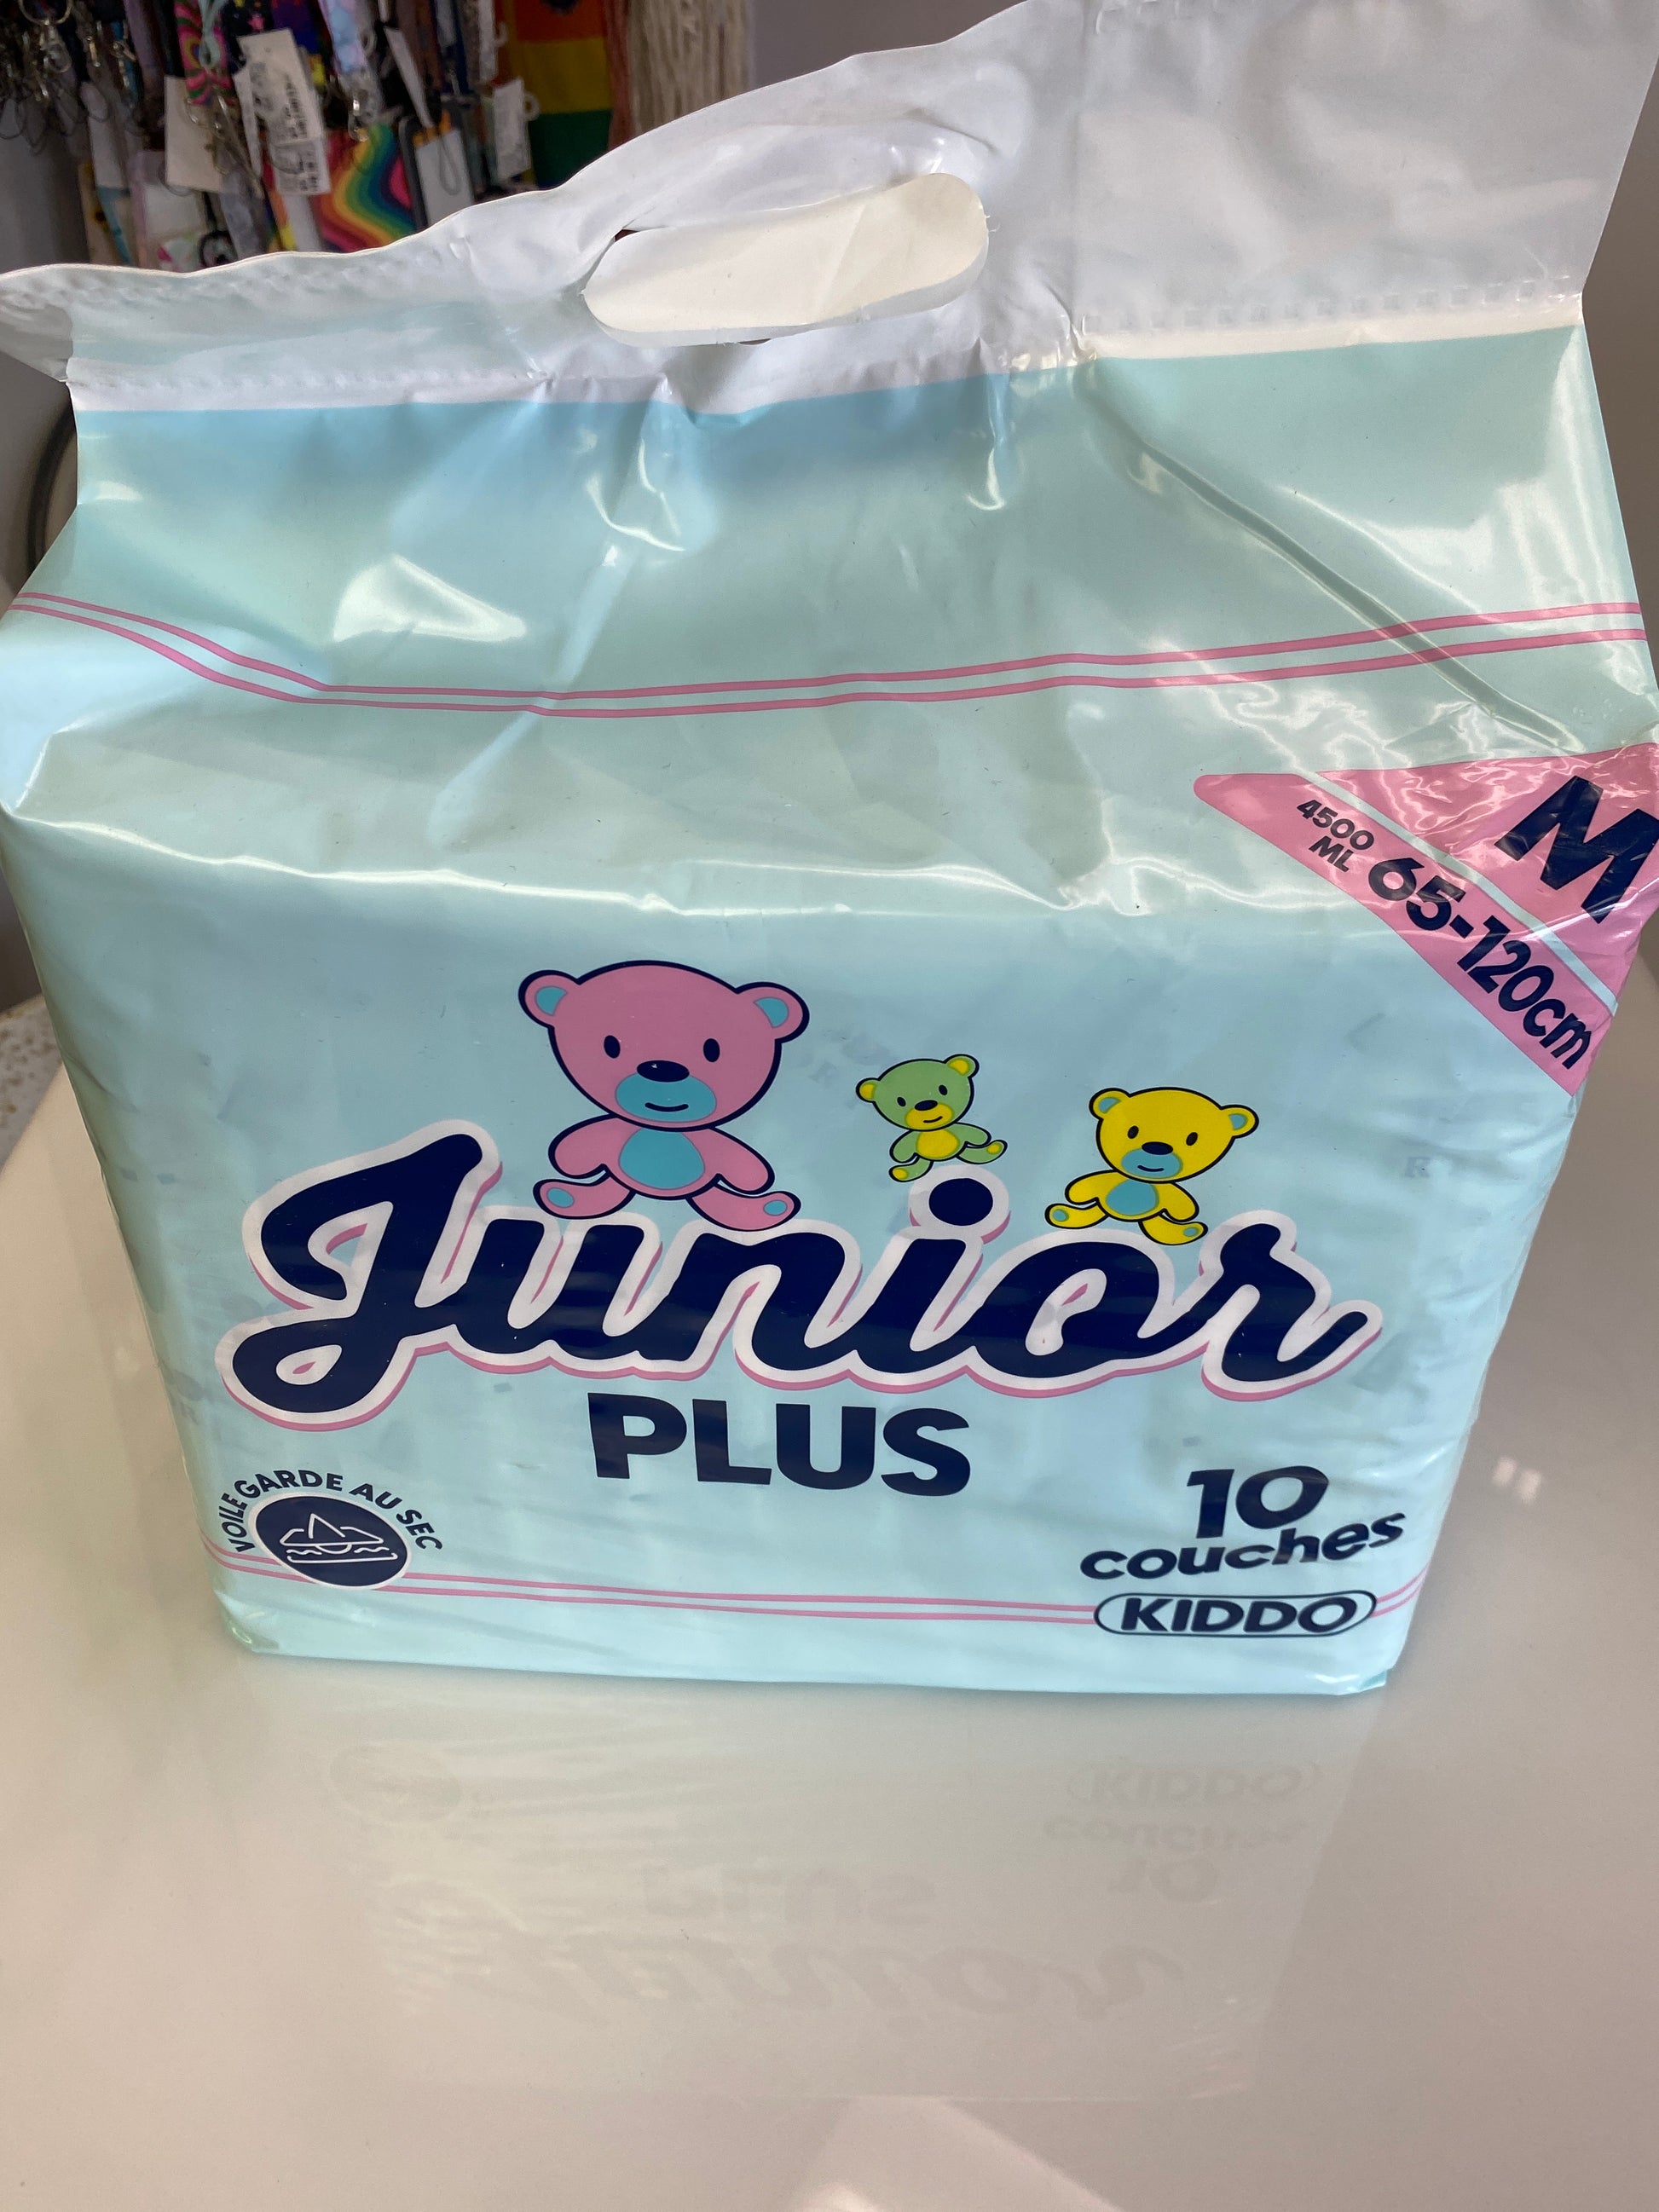 M
4500
ML
65-120cm
Junior
PLUS
VOILE GARDE AU SEC
10
couches
KIDDO